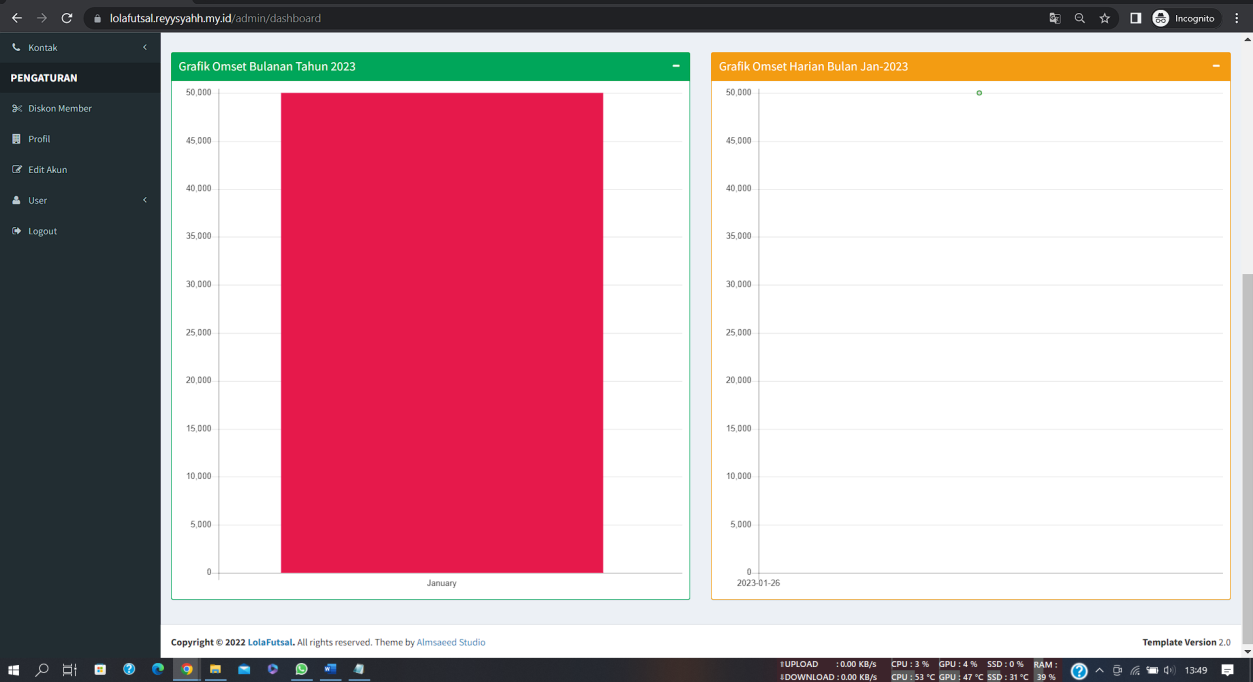 lolafutsal.reyysyahh.my.id/admin/dashboard
Incognito
Kontak
PENGATURAN
Diskon Member
Profil
Edit Akun
User
Logout
Grafik Omset Bulanan Tahun 2023
50,000
45,000
40,000
35,000
30,000
25,000
20,000
15,000
10,000
5,000
0
January
Grafik Omset Harian Bulan Jan-2023
50,000
45,000
40,000
35,000
30,000
25,000
20,000
15,000
10,000
5,000
0
2023-01-26
Copyright © 2022 LolaFutsal. All rights reserved. Theme by Almsaeed Studio
Template Version 2.0
UPLOAD : 0.00 KB/s CPU : 3 % GPU : 4 % SSD : 0 % RAM :
DOWNLOAD : 0.00 KB/s CPU : 53 °C GPU : 47 °C SSD : 31 °C 39 %
13:49